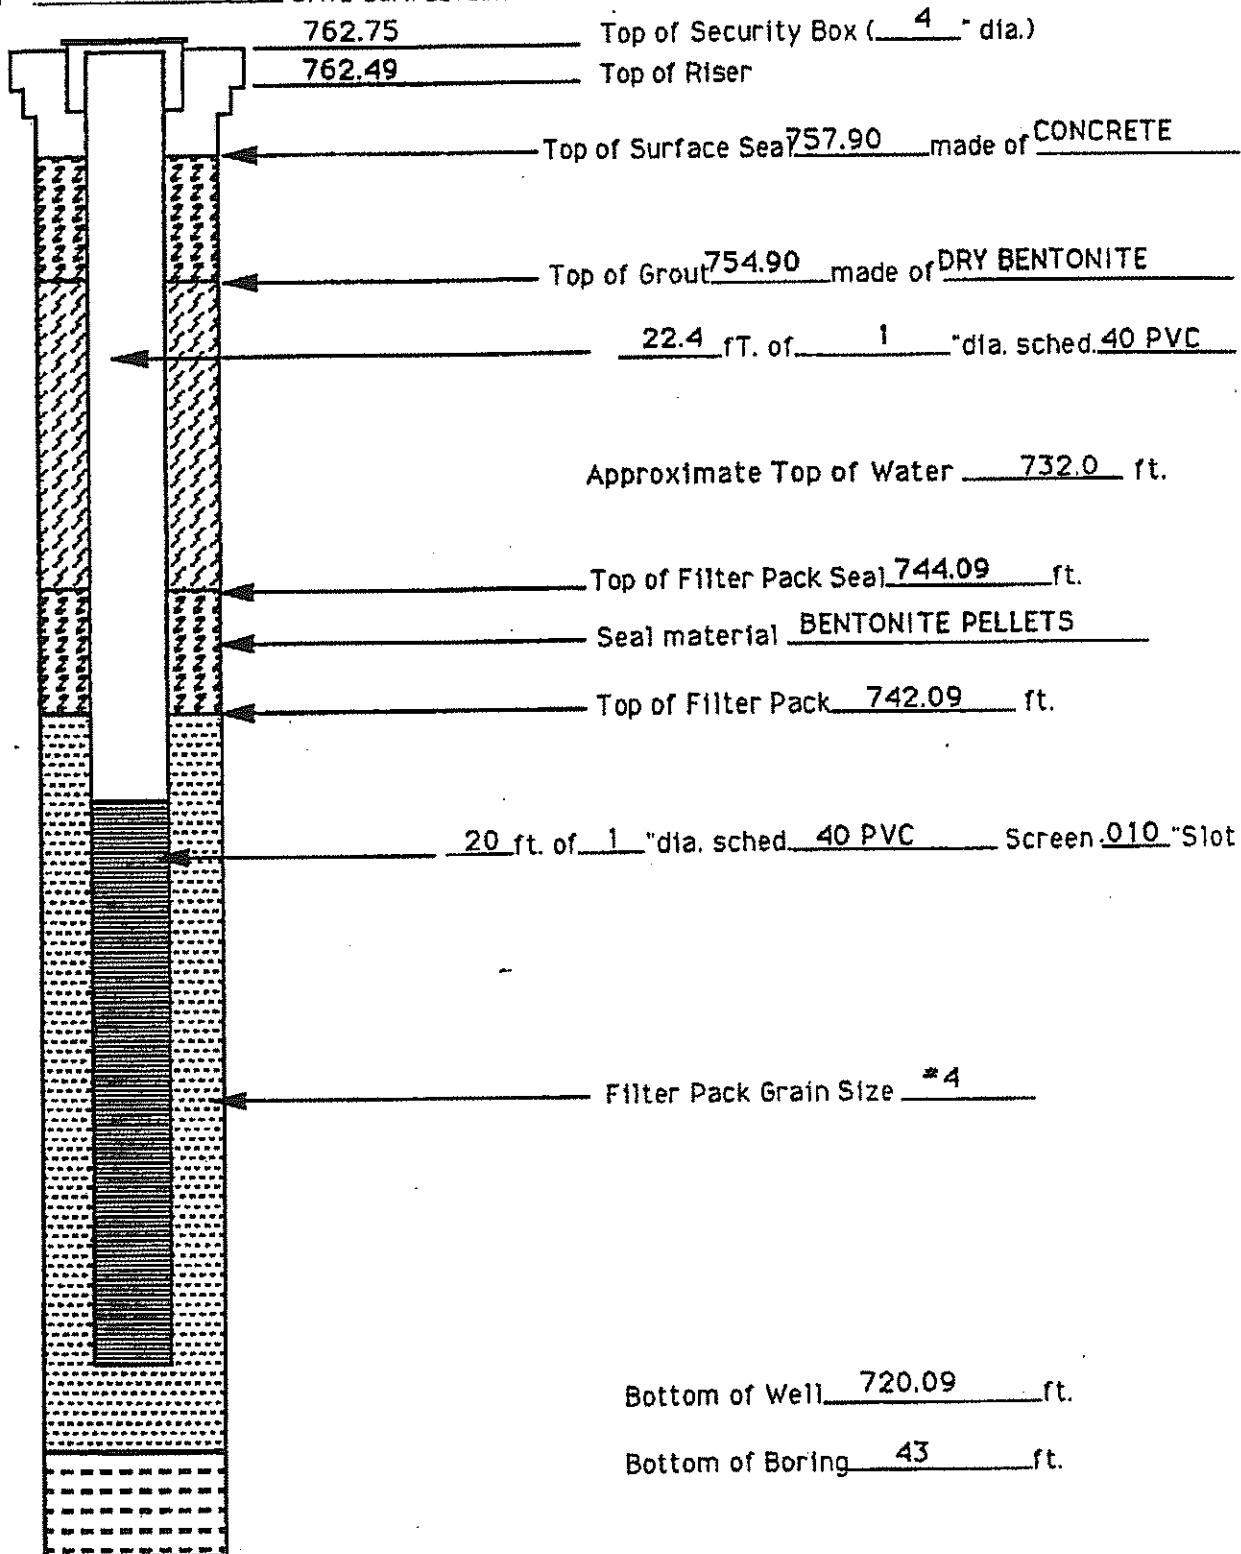 762.75 Top of Security Box (4 " dia.)
762.49 Top of Riser
Top of Surface Seal 757.90 made of CONCRETE
Top of Grout 754.90 made of DRY BENTONITE
22.4 fT. of 1 "dia. sched. 40 PVC
Approximate Top of Water 732.0 ft.
Top of Filter Pack Seal 744.09 ft.
Seal material BENTONITE PELLETS
Top of Filter Pack 742.09 ft.
20 ft. of 1 "dia. sched. 40 PVC Screen .010 "Slot
Filter Pack Grain Size #4
Bottom of Well 720.09 ft.
Bottom of Boring 43 ft.